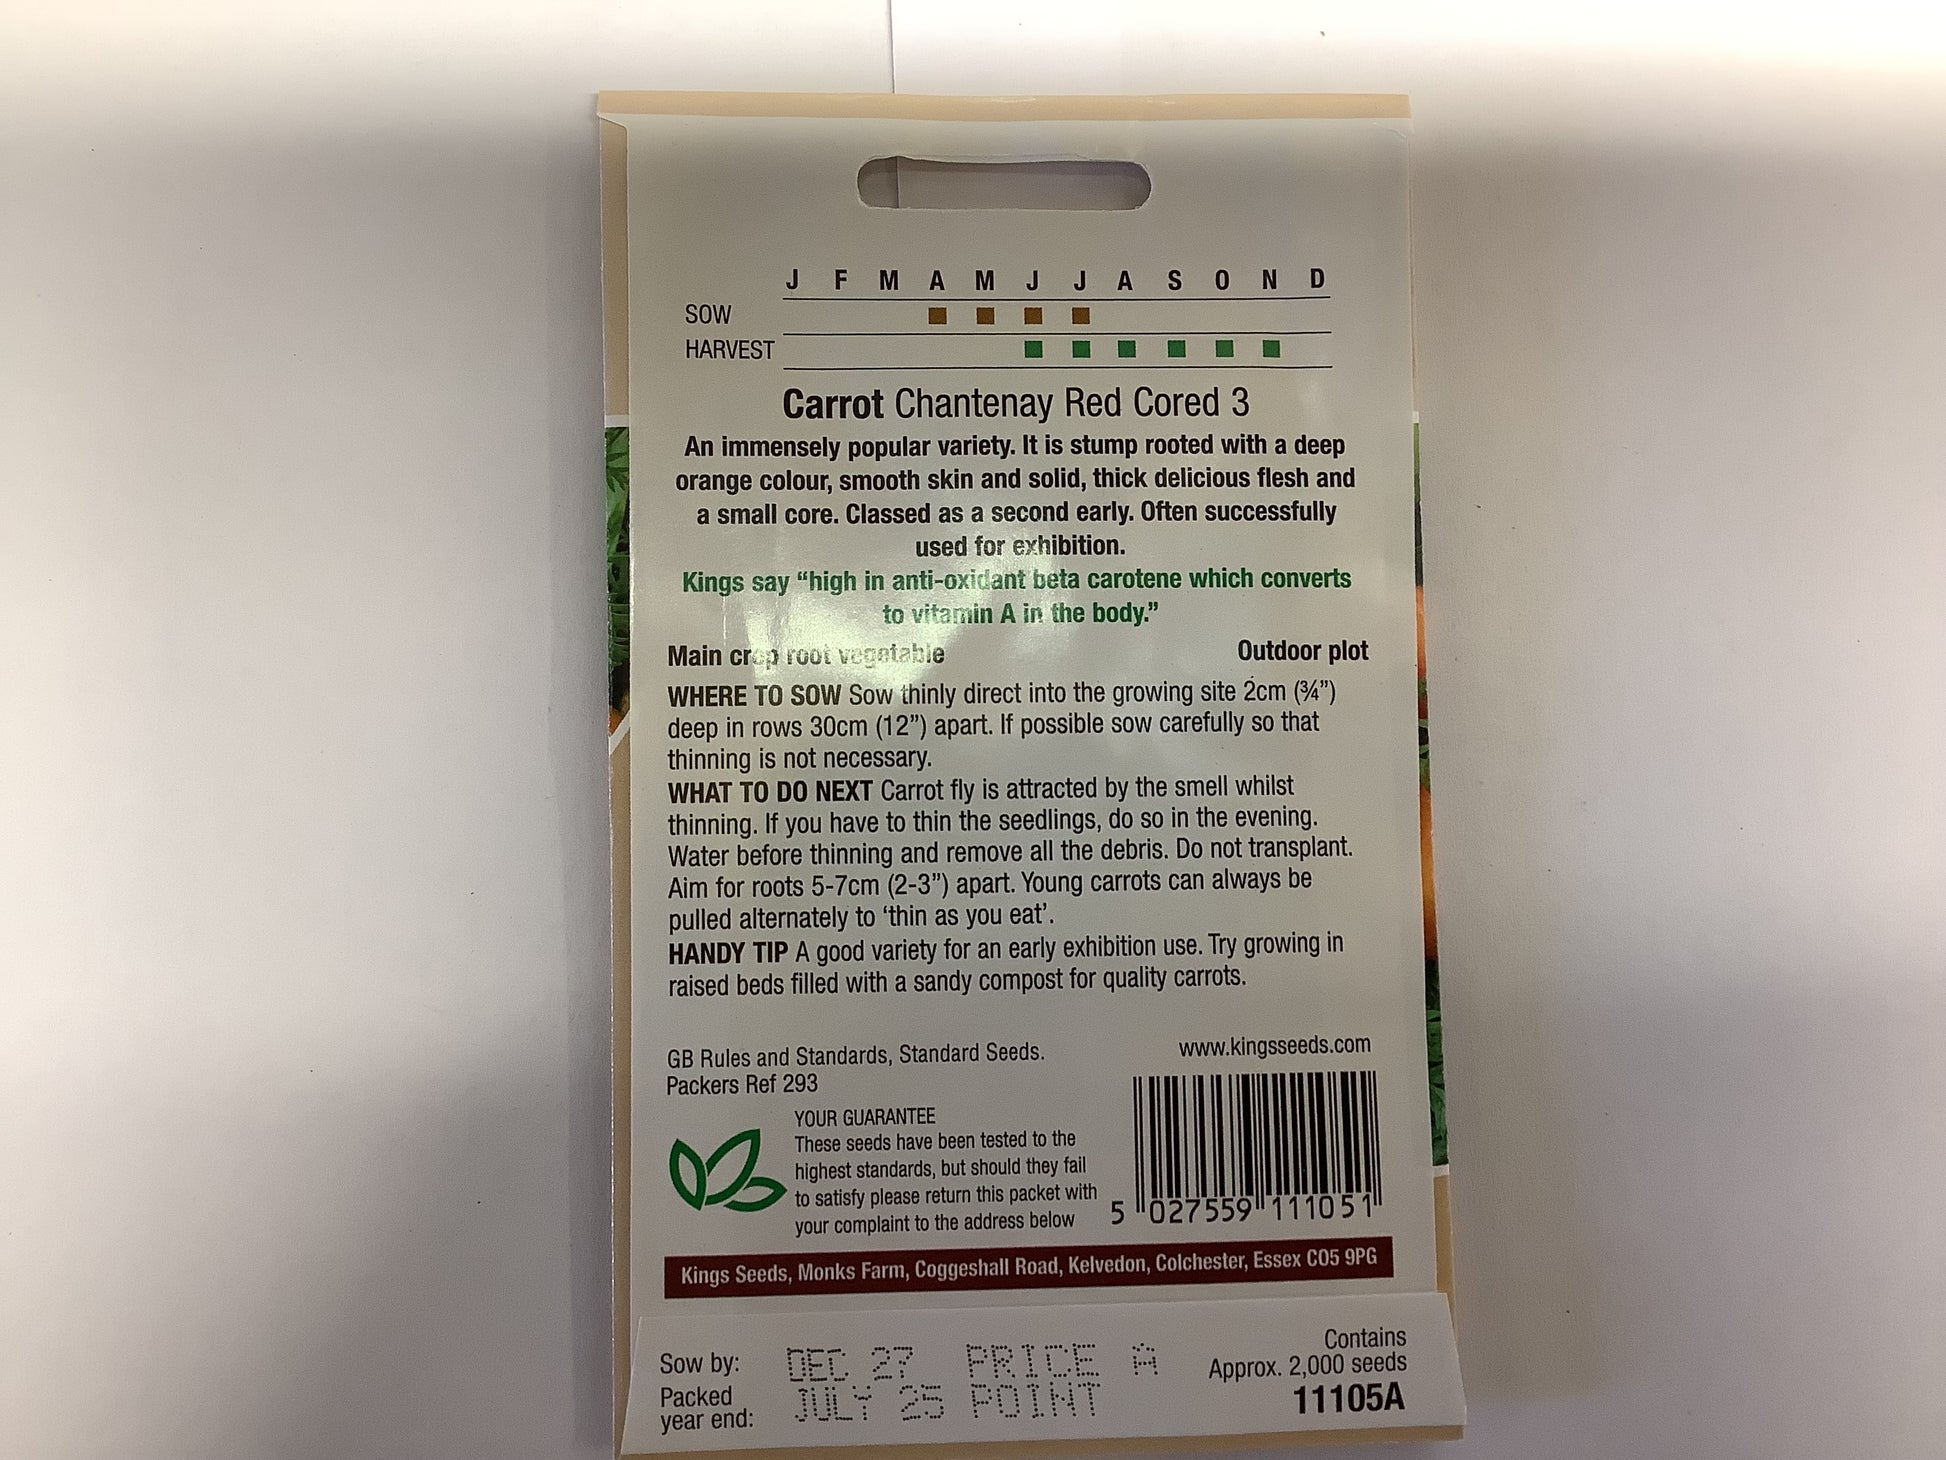 J F M A M J J A S O N D
SOW
HARVEST
Carrot Chantenay Red Cored 3
An immensely popular variety. It is stump rooted with a deep
orange colour, smooth skin and solid, thick delicious flesh and
a small core. Classed as a second early. Often successfully
used for exhibition.
Kings say “high in anti-oxidant beta carotene which converts
to vitamin A in the body.”
Main crop root vegetable Outdoor plot
WHERE TO SOW Sow thinly direct into the growing site 2cm (¾”)
deep in rows 30cm (12”) apart. If possible sow carefully so that
thinning is not necessary.
WHAT TO DO NEXT Carrot fly is attracted by the smell whilst
thinning. If you have to thin the seedlings, do so in the evening.
Water before thinning and remove all the debris. Do not transplant.
Aim for roots 5-7cm (2-3”) apart. Young carrots can always be
pulled alternately to ‘thin as you eat’.
HANDY TIP A good variety for an early exhibition use. Try growing in
raised beds filled with a sandy compost for quality carrots.
GB Rules and Standards, Standard Seeds.
Packers Ref 293
www.kingsseeds.com
YOUR GUARANTEE
These seeds have been tested to the
highest standards, but should they fail
to satisfy please return this packet with
your complaint to the address below
5 027559 111051
Kings Seeds, Monks Farm, Coggeshall Road, Kelvedon, Colchester, Essex CO5 9PG
Sow by: DEC 27 PRICE A
Packed
year end: JULY 25 POINT
Contains
Approx. 2,000 seeds
11105A